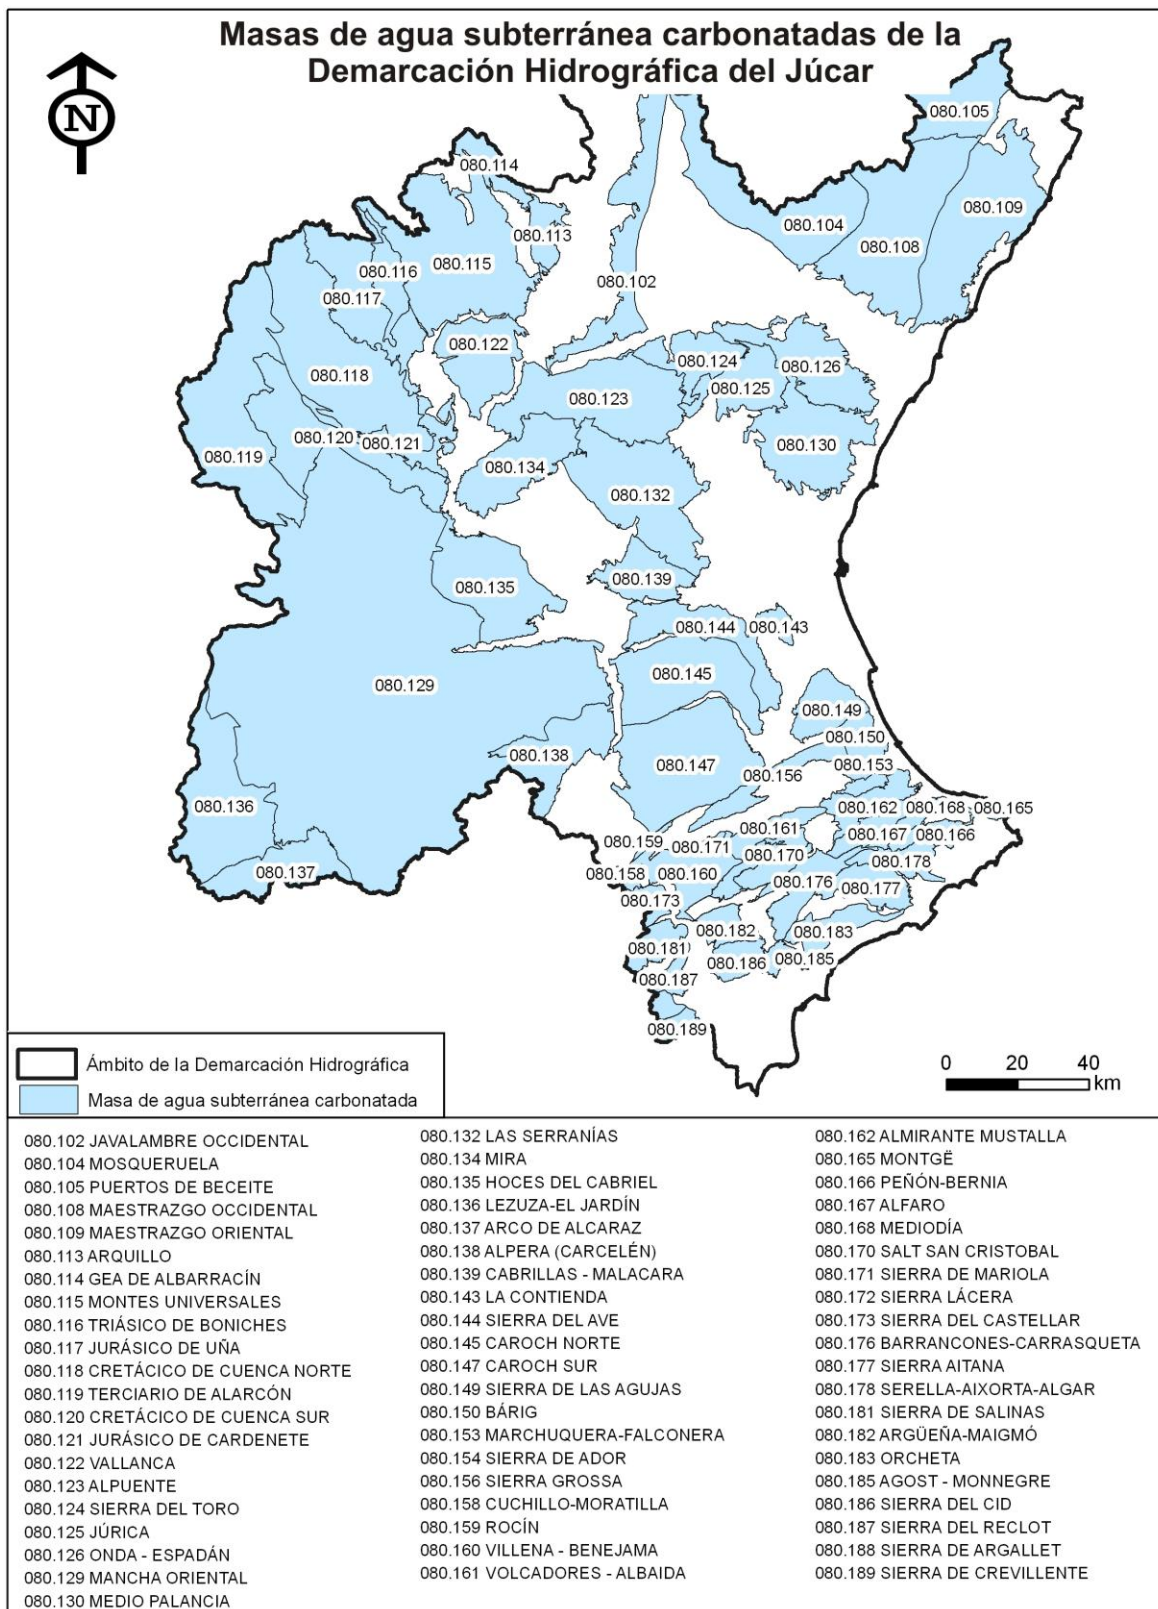 Masas de agua subterránea carbonatadas de la
Demarcación Hidrográfica del Júcar
N
080.105
080.114
080.109
080.104
080.113
080.108
080.115
080.116
080.102
080.117
080.122
080.124
080.126
080.118
080.125
080.123
080.120
080.121
080.130
080.119
080.134
080.132
080.139
080.135
080.144
080.143
080.145
080.129
080.149
080.150
080.138
080.147
080.156
080.153
080.136
080.162
080.168
080.165
080.161
080.167
080.166
080.159
080.171
080.170
080.178
080.137
080.158
080.160
080.176
080.177
080.173
080.182
080.183
080.181
080.186
080.185
080.187
080.189
Ámbito de la Demarcación Hidrográfica
Masa de agua subterránea carbonatada
0 20 40
km
080.102 JAVALAMBRE OCCIDENTAL
080.104 MOSQUERUELA
080.105 PUERTOS DE BECEITE
080.108 MAESTRAZGO OCCIDENTAL
080.109 MAESTRAZGO ORIENTAL
080.113 ARQUILLO
080.114 GEA DE ALBARRACÍN
080.115 MONTES UNIVERSALES
080.116 TRIÁSICO DE BONICHES
080.117 JURÁSICO DE UÑA
080.118 CRETÁCICO DE CUENCA NORTE
080.119 TERCIARIO DE ALARCÓN
080.120 CRETÁCICO DE CUENCA SUR
080.121 JURÁSICO DE CARDENETE
080.122 VALLANCA
080.123 ALPUENTE
080.124 SIERRA DEL TORO
080.125 JÚRICA
080.126 ONDA - ESPADÁN
080.129 MANCHA ORIENTAL
080.130 MEDIO PALANCIA
080.132 LAS SERRANÍAS
080.134 MIRA
080.135 HOCES DEL CABRIEL
080.136 LEZUZA-EL JARDÍN
080.137 ARCO DE ALCARAZ
080.138 ALPERA (CARCELÉN)
080.139 CABRILLAS - MALACARA
080.143 LA CONTIENDA
080.144 SIERRA DEL AVE
080.145 CAROCH NORTE
080.147 CAROCH SUR
080.149 SIERRA DE LAS AGUJAS
080.150 BÁRIG
080.153 MARCHUQUERA-FALCONERA
080.154 SIERRA DE ADOR
080.156 SIERRA GROSSA
080.158 CUCHILLO-MORATILLA
080.159 ROCÍN
080.160 VILLENA - BENEJAMA
080.161 VOLCADORES - ALBAIDA
080.162 ALMIRANTE MUSTALLA
080.165 MONTGË
080.166 PEÑÓN-BERNIA
080.167 ALFARO
080.168 MEDIODÍA
080.170 SALT SAN CRISTOBAL
080.171 SIERRA DE MARIOLA
080.172 SIERRA LÁCERA
080.173 SIERRA DEL CASTELLAR
080.176 BARRANCONES-CARRASQUETA
080.177 SIERRA AITANA
080.178 SERELLA-AIXORTA-ALGAR
080.181 SIERRA DE SALINAS
080.182 ARGÜEÑA-MAIGMÓ
080.183 ORCHETA
080.185 AGOST - MONNEGRE
080.186 SIERRA DEL CID
080.187 SIERRA DEL RECLOT
080.188 SIERRA DE ARGALLET
080.189 SIERRA DE CREVILLENTE